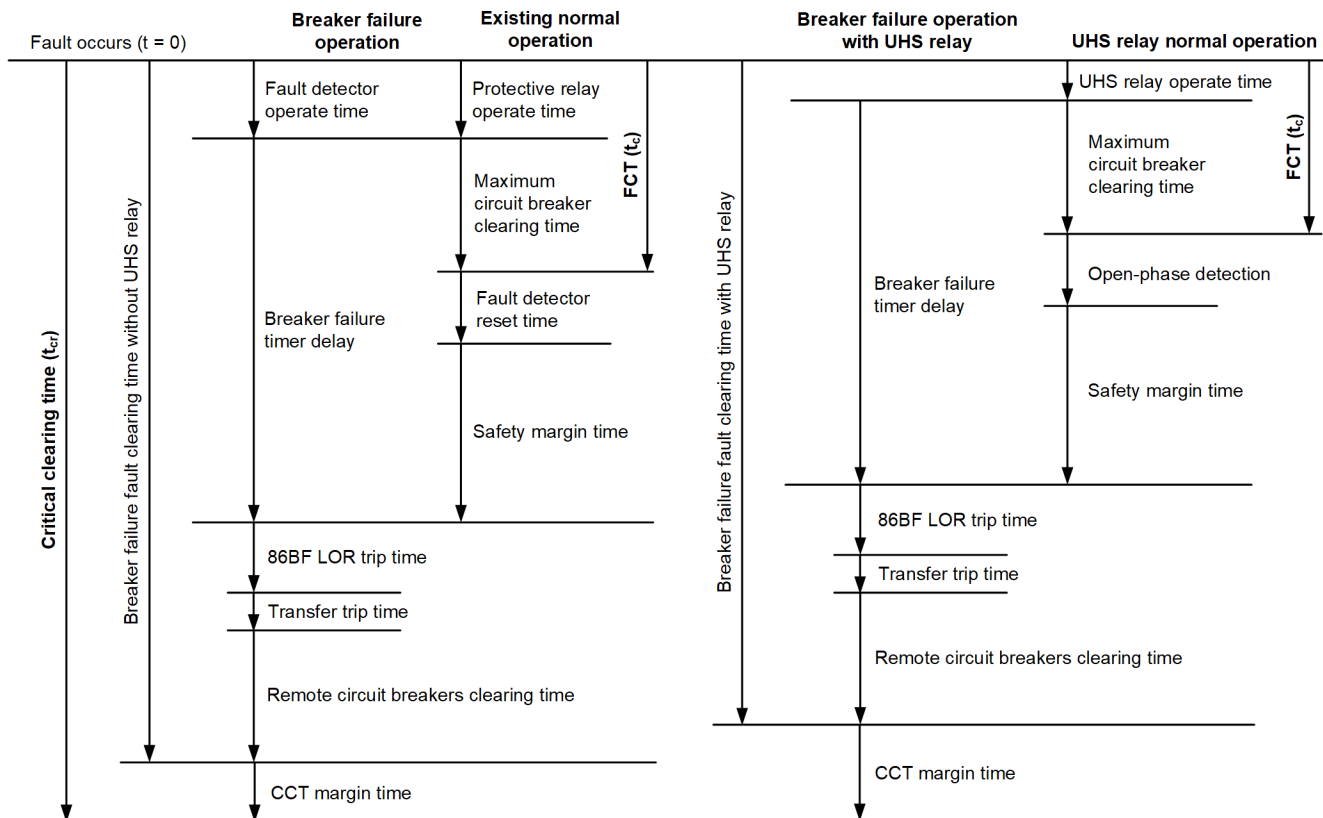 Fault occurs (t = 0)
Breaker failure
operation
Existing normal
operation
Breaker failure operation
with UHS relay
UHS relay normal operation
Critical clearing time (tcr)
Breaker failure fault clearing time without UHS relay
Fault detector
operate time
Protective relay
operate time
FCT (tc)
Maximum
circuit breaker
clearing time
Fault detector
reset time
Breaker failure
timer delay
Safety margin time
86BF LOR trip time
Transfer trip time
Remote circuit breakers clearing time
CCT margin time
Breaker failure fault clearing time with UHS relay
UHS relay operate time
Maximum
circuit breaker
clearing time
FCT (tc)
Open-phase detection
Breaker failure
timer delay
Safety margin time
86BF LOR trip time
Transfer trip time
Remote circuit breakers clearing time
CCT margin time